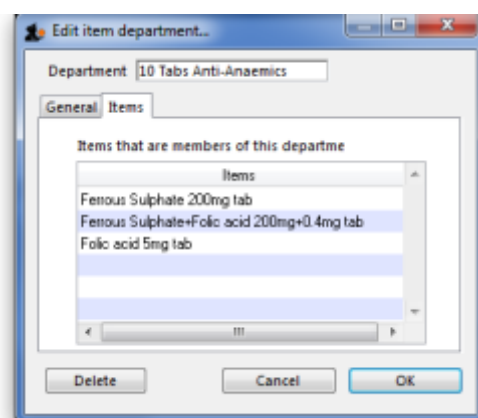 Edit item department...
Department 10 Tabs Anti-Anaemics
General Items
Items that are members of this departme
Items
Ferrous Sulphate 200mg tab
Ferrous Sulphate+Folic acid 200mg+0.4mg tab
Folic acid 5mg tab
Delete Cancel OK